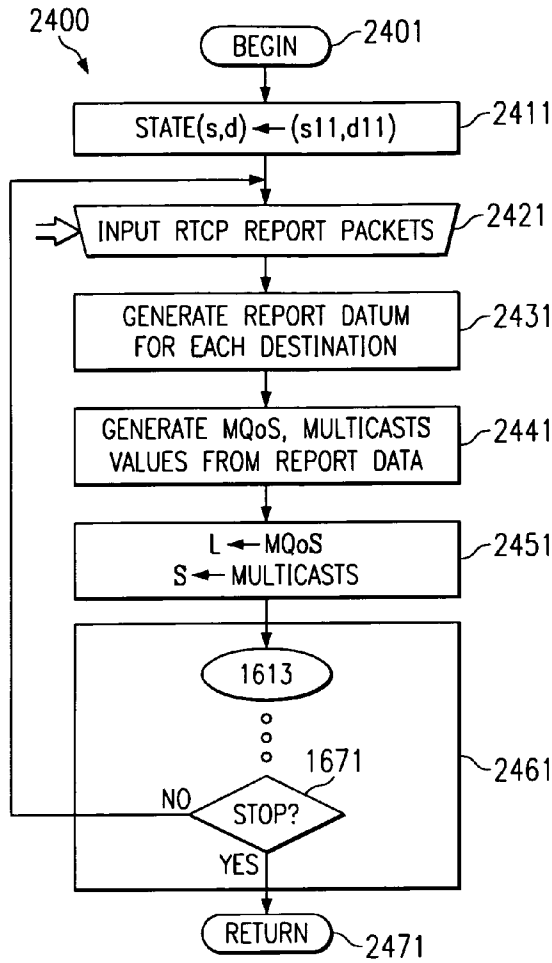 2400
BEGIN
2401
STATE(s,d) ← (s11,d11)
2411
INPUT RTCP REPORT PACKETS
2421
GENERATE REPORT DATUM
FOR EACH DESTINATION
2431
GENERATE MQoS, MULTICASTS
VALUES FROM REPORT DATA
2441
L ← MQoS
S ← MULTICASTS
2451
1613
1671
STOP?
NO
YES
2461
RETURN
2471